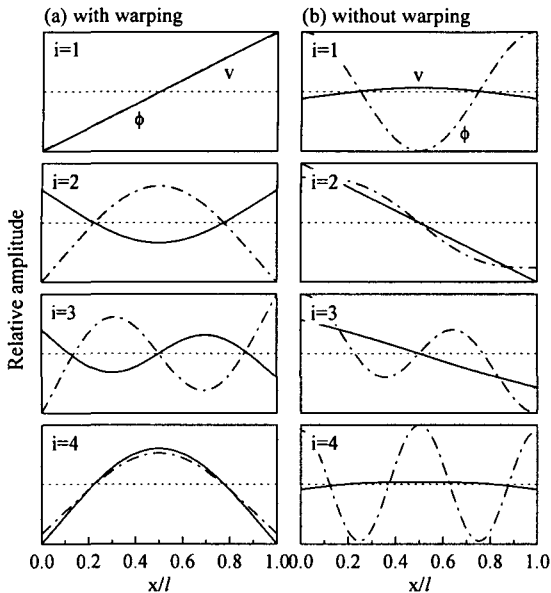 (a) with warping
(b) without warping
i=1
v
ϕ
i=1
v
ϕ
i=2
i=2
i=3
i=3
i=4
i=4
Relative amplitude
0.0 0.2 0.4 0.6 0.8 1.0
0.0 0.2 0.4 0.6 0.8 1.0
x/l
x/l